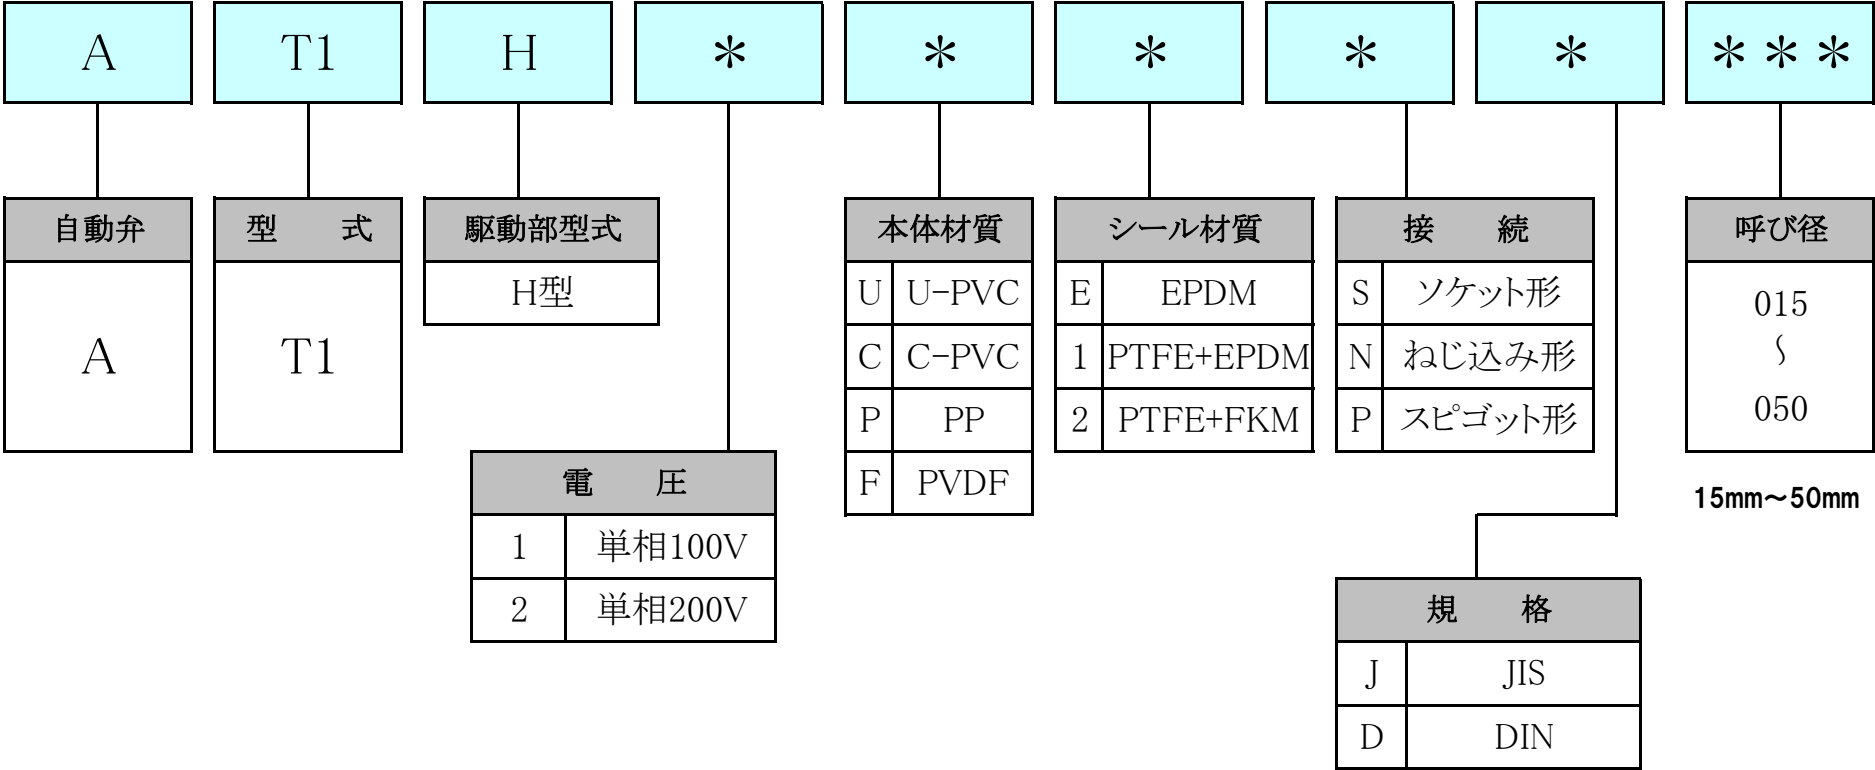 A T1 H * * * * * ***
自動弁 型 式 駆動部型式 本体材質 シール材質 接 続 呼び径
A T1
H型
U U-PVC
C C-PVC
P PP
F PVDF
E EPDM
1 PTFE+EPDM
2 PTFE+FKM
S ソケット形
N ねじ込み形
P スピゴット形
015
～
050
15mm～50mm
電 圧
1 単相100V
2 単相200V
規 格
J JIS
D DIN